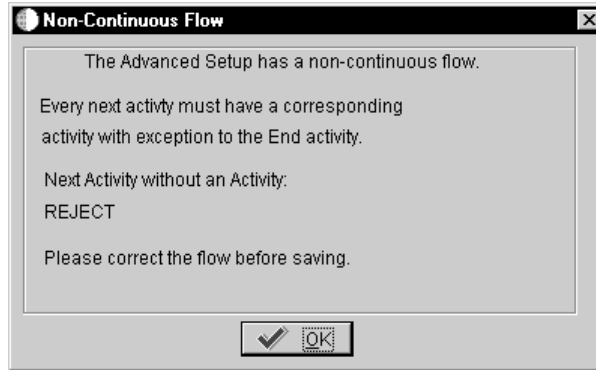 Non-Continuous Flow
The Advanced Setup has a non-continuous flow.
Every next activty must have a corresponding
activity with exception to the End activity.
Next Activity without an Activity:
REJECT
Please correct the flow before saving.
OK